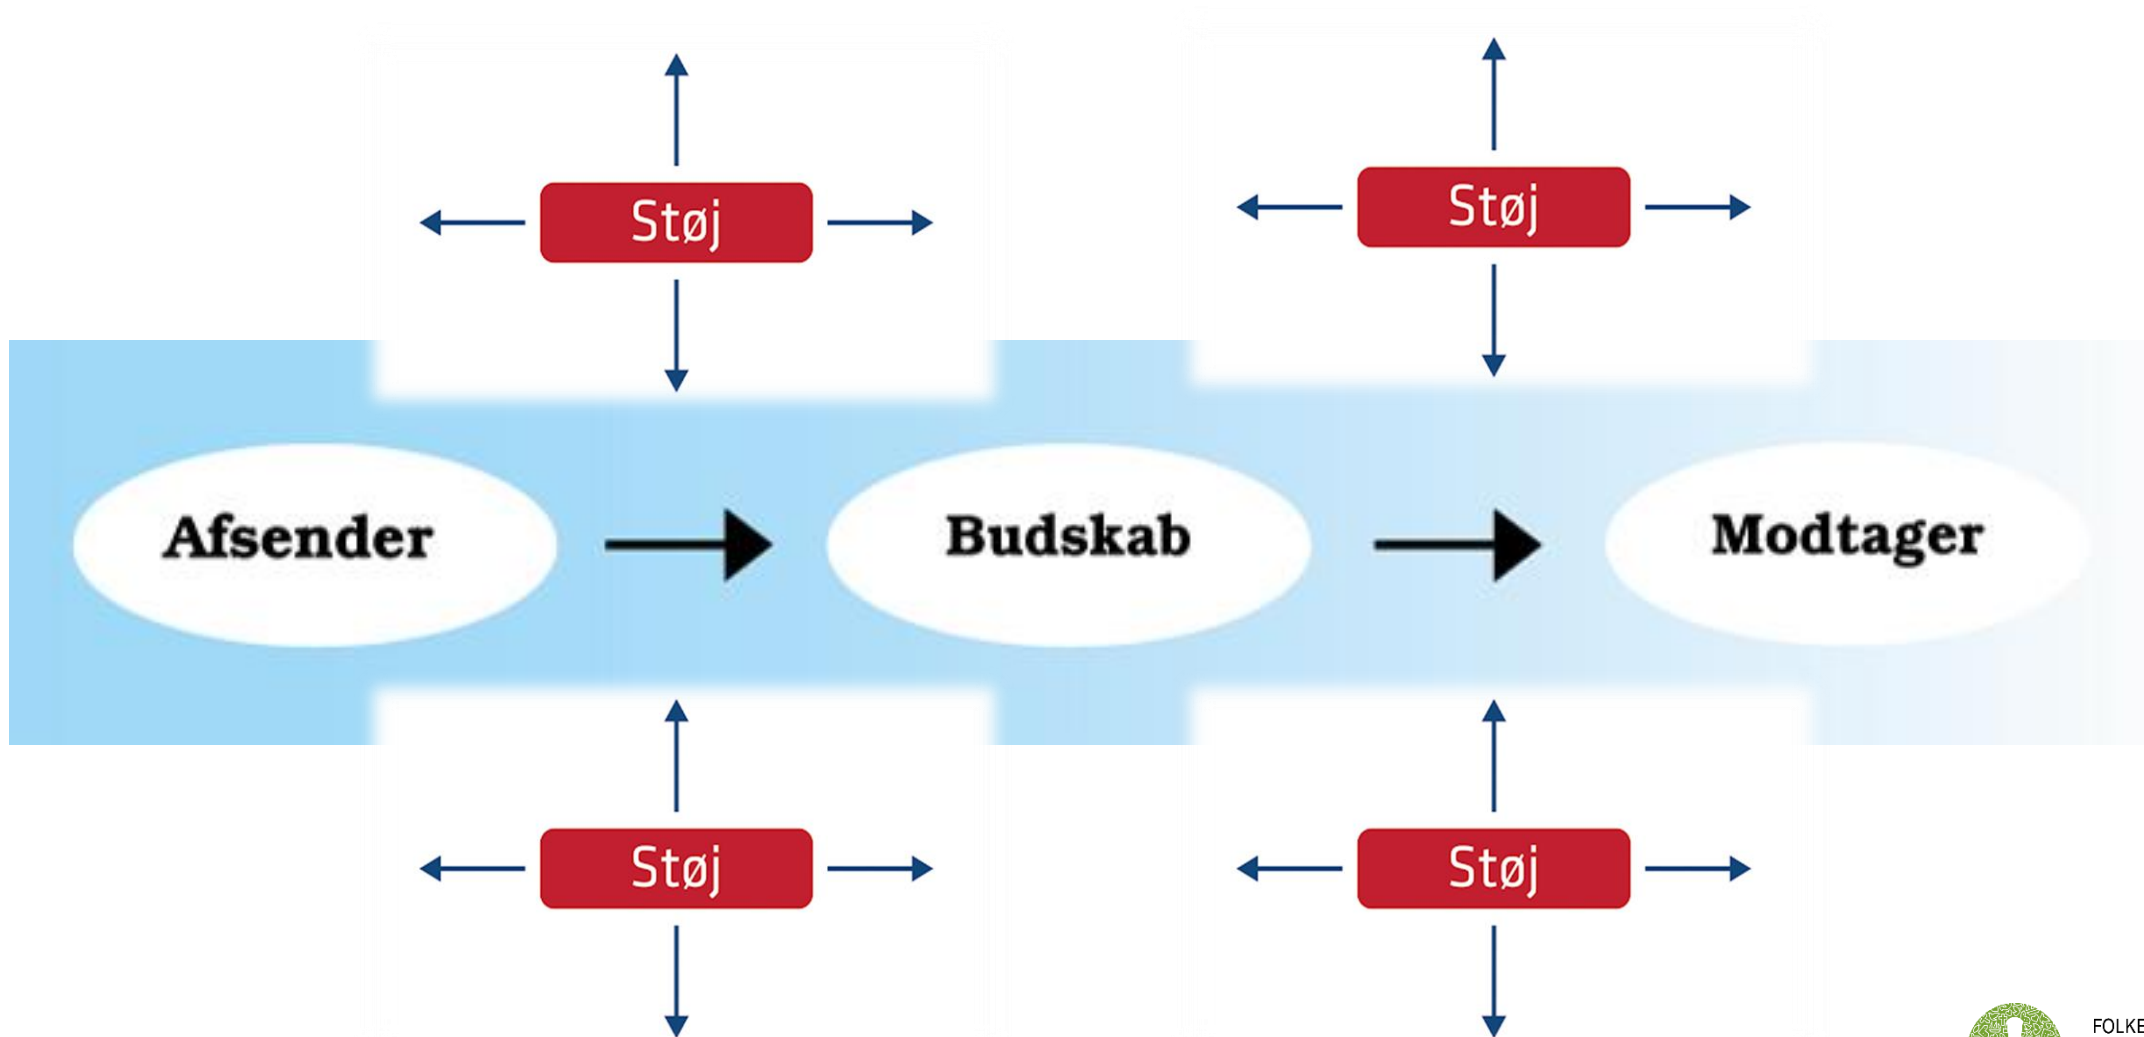 Støj
Støj
Afsender
Budskab
Modtager
Støj
Støj
FOLKE